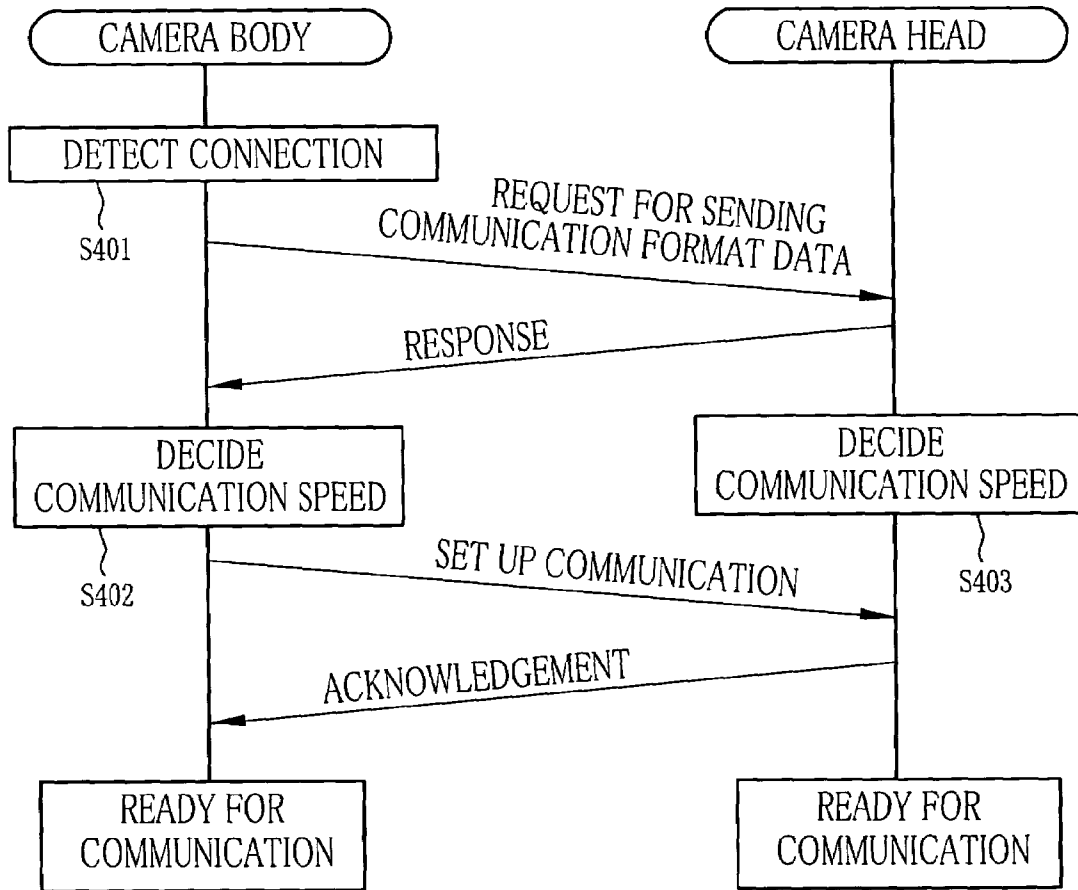 CAMERA BODY
CAMERA HEAD
DETECT CONNECTION
S401
REQUEST FOR SENDING
COMMUNICATION FORMAT DATA
RESPONSE
DECIDE
COMMUNICATION SPEED
S402
DECIDE
COMMUNICATION SPEED
S403
SET UP COMMUNICATION
ACKNOWLEDGEMENT
READY FOR
COMMUNICATION
READY FOR
COMMUNICATION